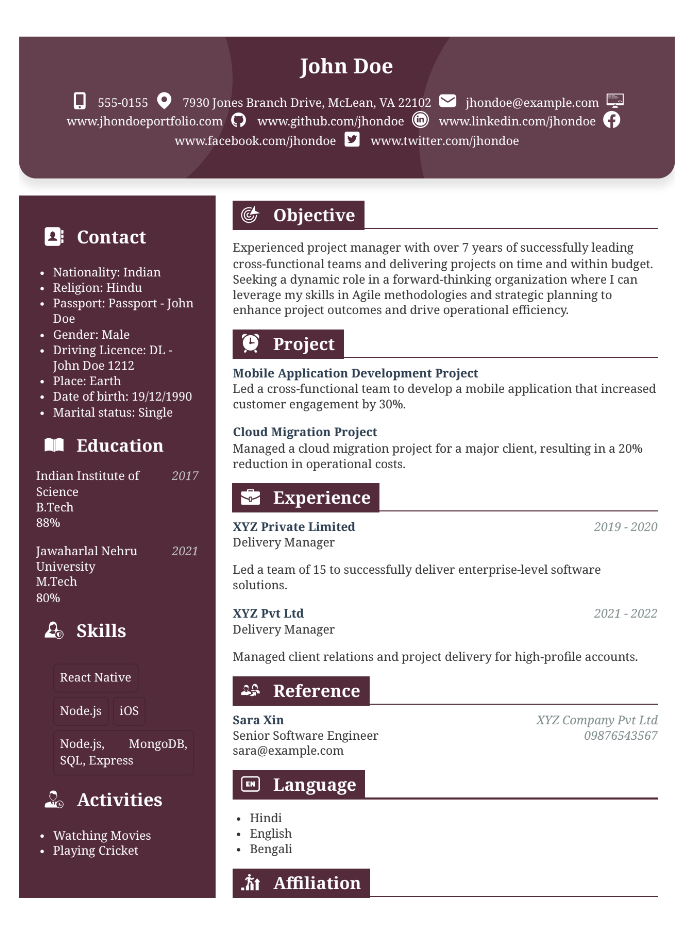 John Doe
555-0155 7930 Jones Branch Drive, McLean, VA 22102 jhondoe@example.com
www.jhondoeportfolio.com www.github.com/jhondoe www.linkedin.com/jhondoe
www.facebook.com/jhondoe www.twitter.com/jhondoe
Contact
• Nationality: Indian
• Religion: Hindu
• Passport: Passport - John
Doe
• Gender: Male
• Driving Licence: DL -
John Doe 1212
• Place: Earth
• Date of birth: 19/12/1990
• Marital status: Single
Education
Indian Institute of 2017
Science
B.Tech
88%
Jawaharlal Nehru 2021
University
M.Tech
80%
Skills
React Native
Node.js iOS
Node.js, MongoDB,
SQL, Express
Activities
• Watching Movies
• Playing Cricket
Objective
Experienced project manager with over 7 years of successfully leading
cross-functional teams and delivering projects on time and within budget.
Seeking a dynamic role in a forward-thinking organization where I can
leverage my skills in Agile methodologies and strategic planning to
enhance project outcomes and drive operational efficiency.
Project
Mobile Application Development Project
Led a cross-functional team to develop a mobile application that increased
customer engagement by 30%.
Cloud Migration Project
Managed a cloud migration project for a major client, resulting in a 20%
reduction in operational costs.
Experience
XYZ Private Limited 2019 - 2020
Delivery Manager
Led a team of 15 to successfully deliver enterprise-level software
solutions.
XYZ Pvt Ltd 2021 - 2022
Delivery Manager
Managed client relations and project delivery for high-profile accounts.
Reference
Sara Xin XYZ Company Pvt Ltd
Senior Software Engineer 09876543567
sara@example.com
EN Language
• Hindi
• English
• Bengali
Affiliation